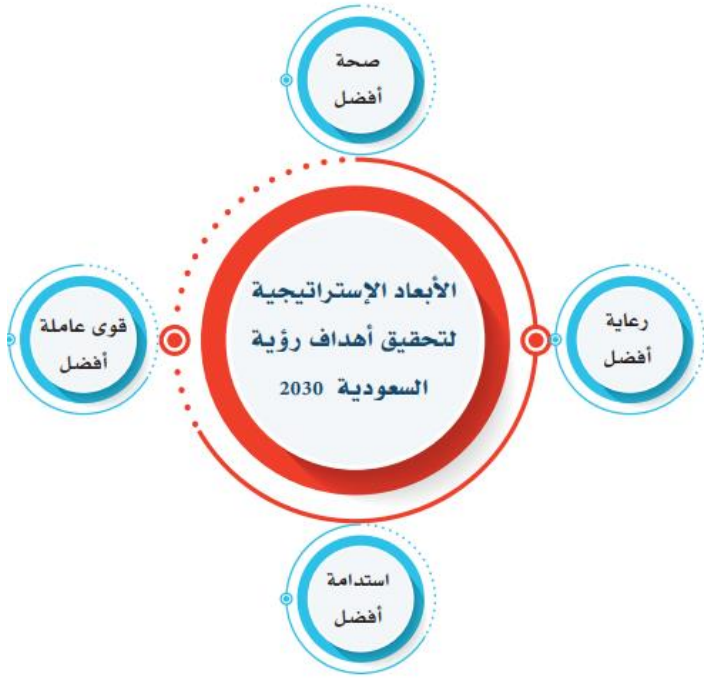 صحة
أفضل
الأبعاد الإستراتيجية
لتحقيق أهداف رؤية
السعودية 2030
رعاية
أفضل
قوى عاملة
أفضل
استدامة
أفضل